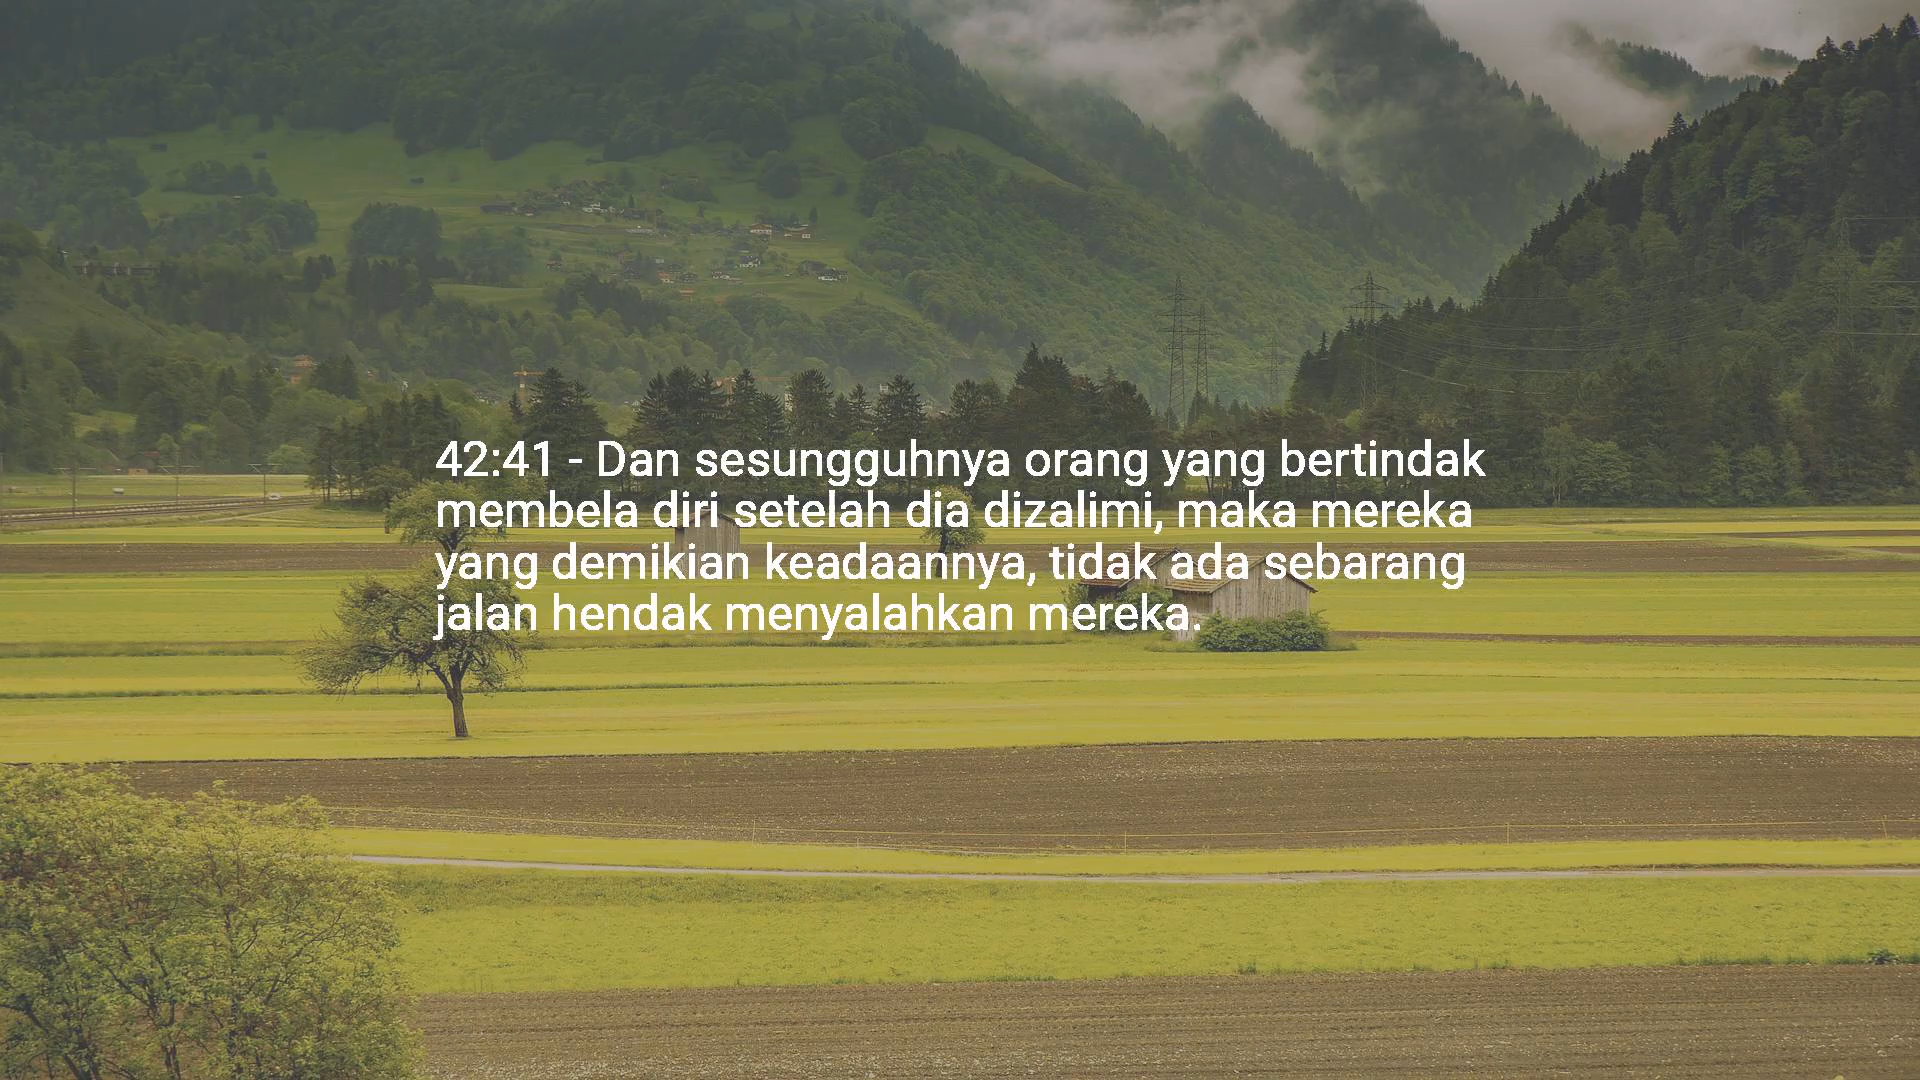 42:41 - Dan sesungguhnya orang yang bertindak
membela diri setelah dia dizalimi, maka mereka
yang demikian keadaannya, tidak ada sebarang
jalan hendak menyalahkan mereka.